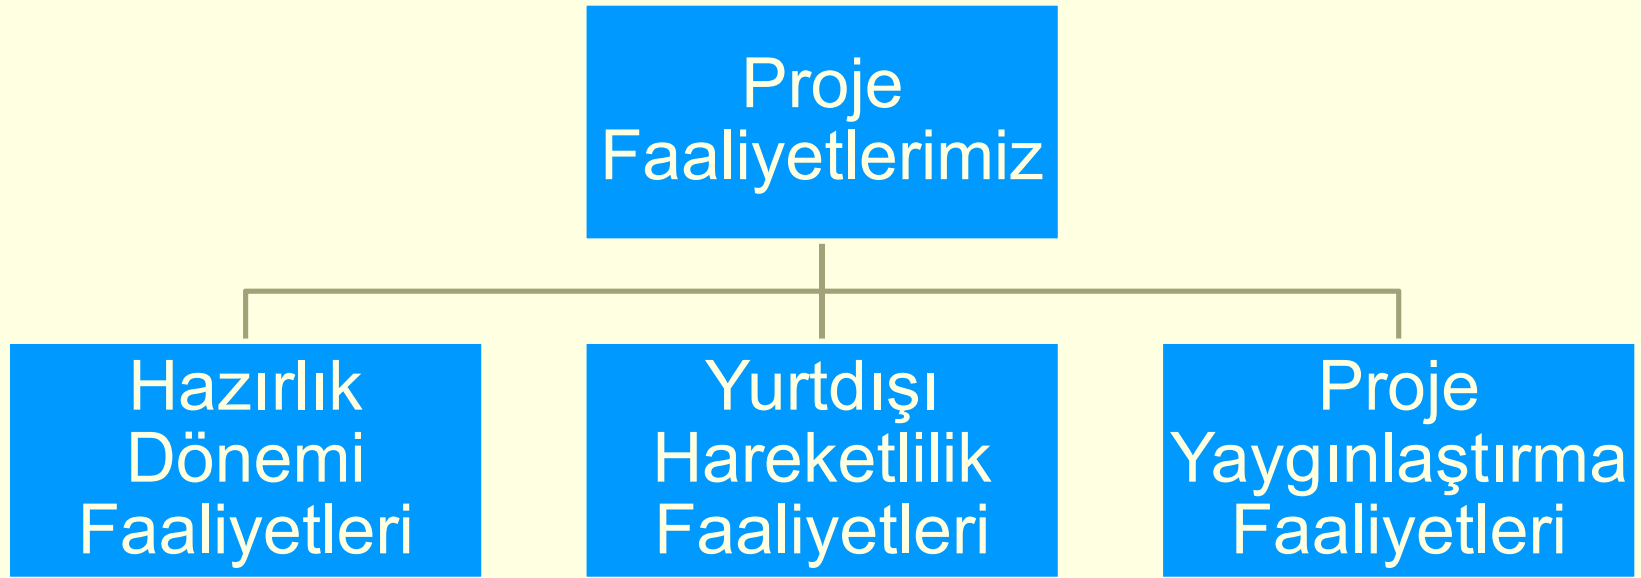 Proje
Faaliyetlerimiz
Hazırlık
Dönemi
Faaliyetleri
Yurtdışı
Hareketlilik
Faaliyetleri
Proje
Yaygınlaştırma
Faaliyetleri